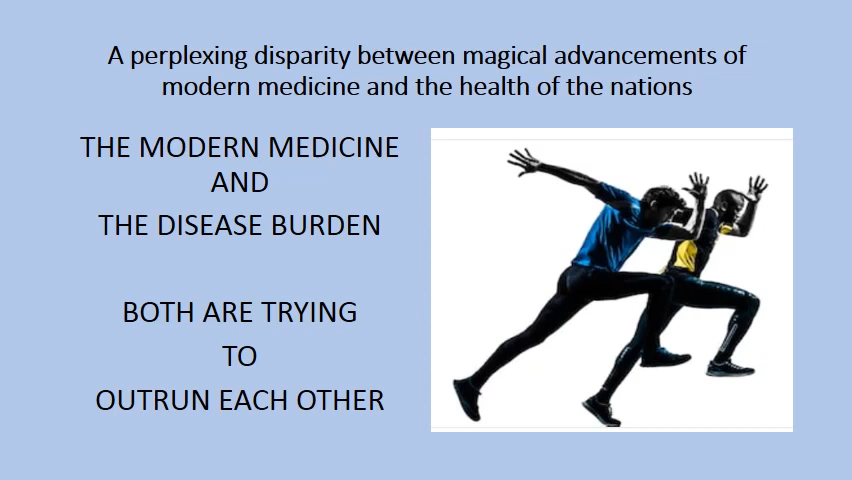 A perplexing disparity between magical advancements of
modern medicine and the health of the nations
THE MODERN MEDICINE
AND
THE DISEASE BURDEN
BOTH ARE TRYING
TO
OUTRUN EACH OTHER